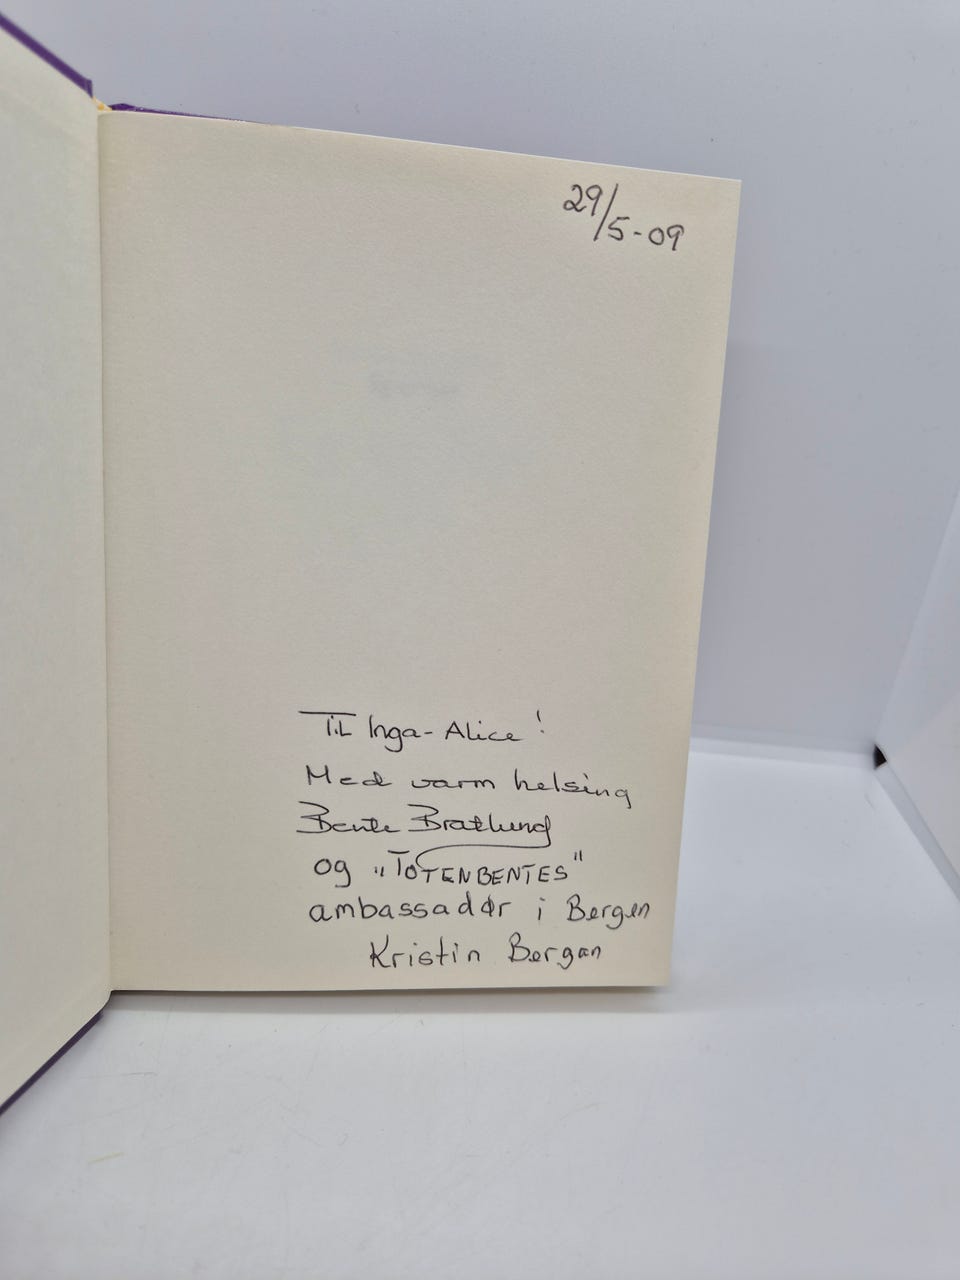 29/5-09
Til Inga-Alice!
Med varm helsing
Bente Bratlund
og "TOTENBENTES"
ambassadør i Bergen
Kristin Bergan